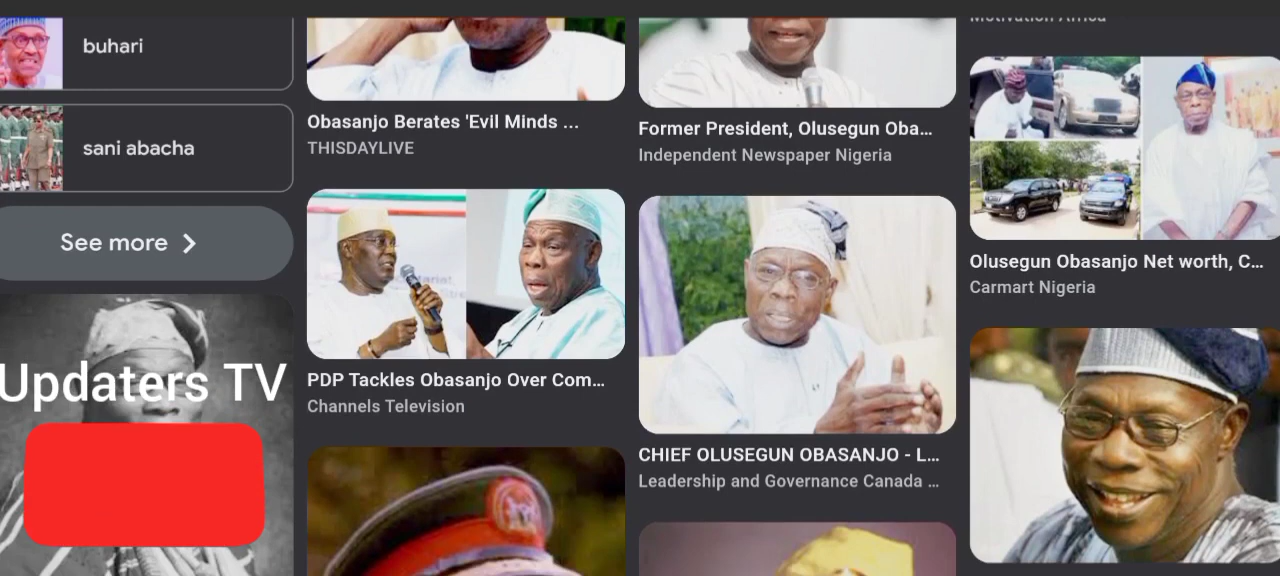 buhari
sani abacha
See more
Updaters TV
Obasanjo Berates 'Evil Minds ...
THISDAYLIVE
PDP Tackles Obasanjo Over Com...
Channels Television
Former President, Olusegun Oba...
Independent Newspaper Nigeria
CHIEF OLUSEGUN OBASANJO - L...
Leadership and Governance Canada ...
Motivation Africa
Olusegun Obasanjo Net worth, C...
Carmart Nigeria